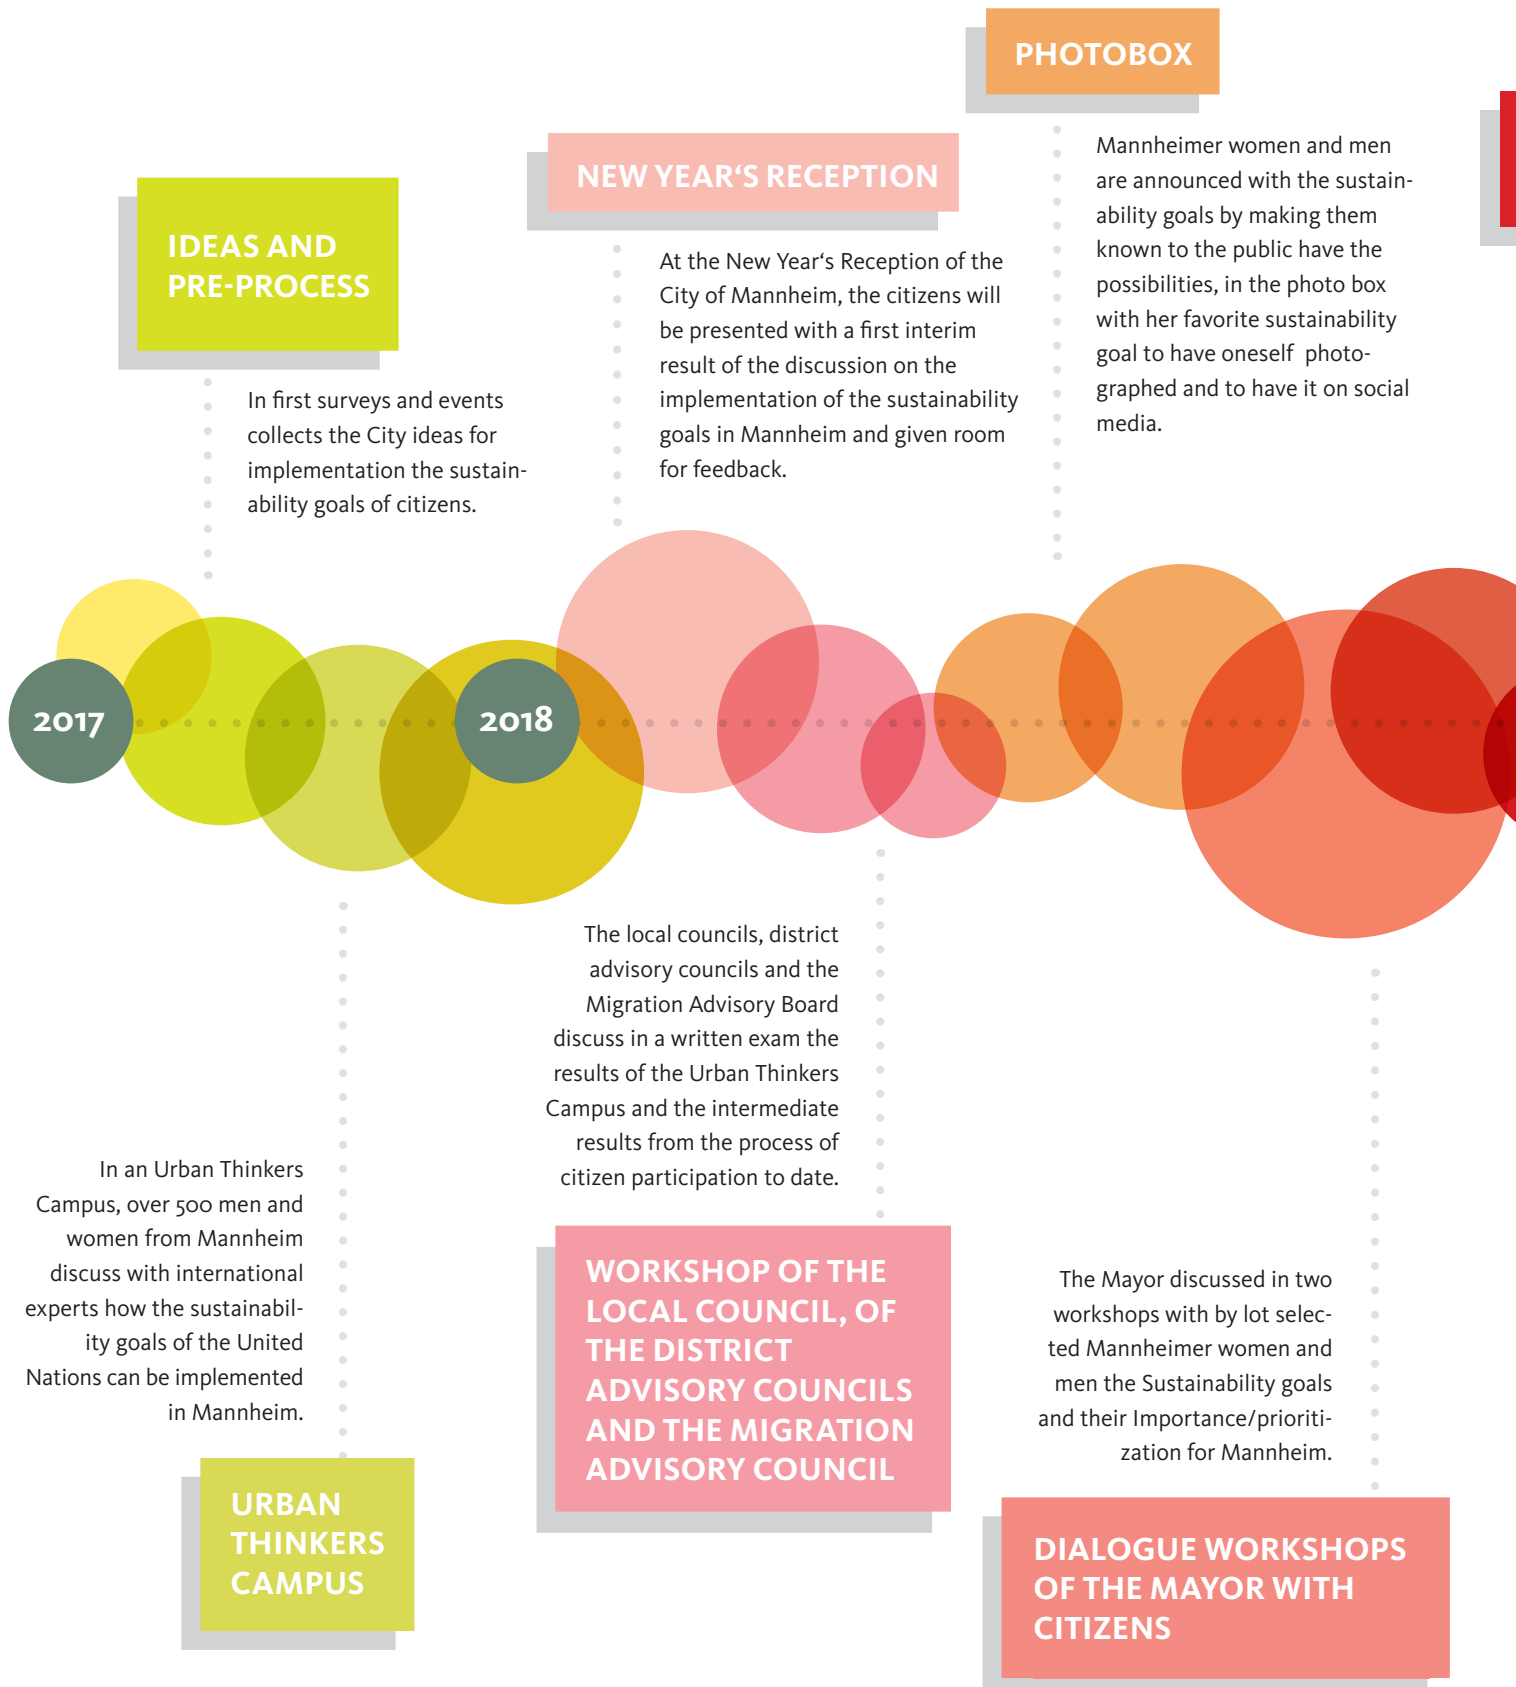 PHOTOBOX
Mannheimer women and men
are announced with the sustain-
ability goals by making them
known to the public have the
possibilities, in the photo box
with her favorite sustainability
goal to have oneself  photo-
graphed and to have it on social
media.
NEW YEAR‘S RECEPTION
At the New Year‘s Reception of the
City of Mannheim, the citizens will
be presented with a first interim
result of the discussion on the
implementation of the sustainability
goals in Mannheim and given room
for feedback.
IDEAS AND
PRE-PROCESS
In first surveys and events
collects the City ideas for
implementation the sustain-
ability goals of citizens.
2017
2018
The local councils, district
advisory councils and the
Migration Advisory Board
discuss in a written exam the
results of the Urban Thinkers
Campus and the intermediate
results from the process of
citizen participation to date.
WORKSHOP OF THE
LOCAL COUNCIL, OF
THE DISTRICT
ADVISORY COUNCILS
AND THE MIGRATION
ADVISORY COUNCIL
In an Urban Thinkers
Campus, over 500 men and
women from Mannheim
discuss with international
experts how the sustainabil-
ity goals of the United
Nations can be implemented
in Mannheim.
URBAN
THINKERS
CAMPUS
The Mayor discussed in two
workshops with by lot selec-
ted Mannheimer women and
men the Sustainability goals
and their Importance/prioriti-
zation for Mannheim.
DIALOGUE WORKSHOPS
OF THE MAYOR WITH
CITIZENS